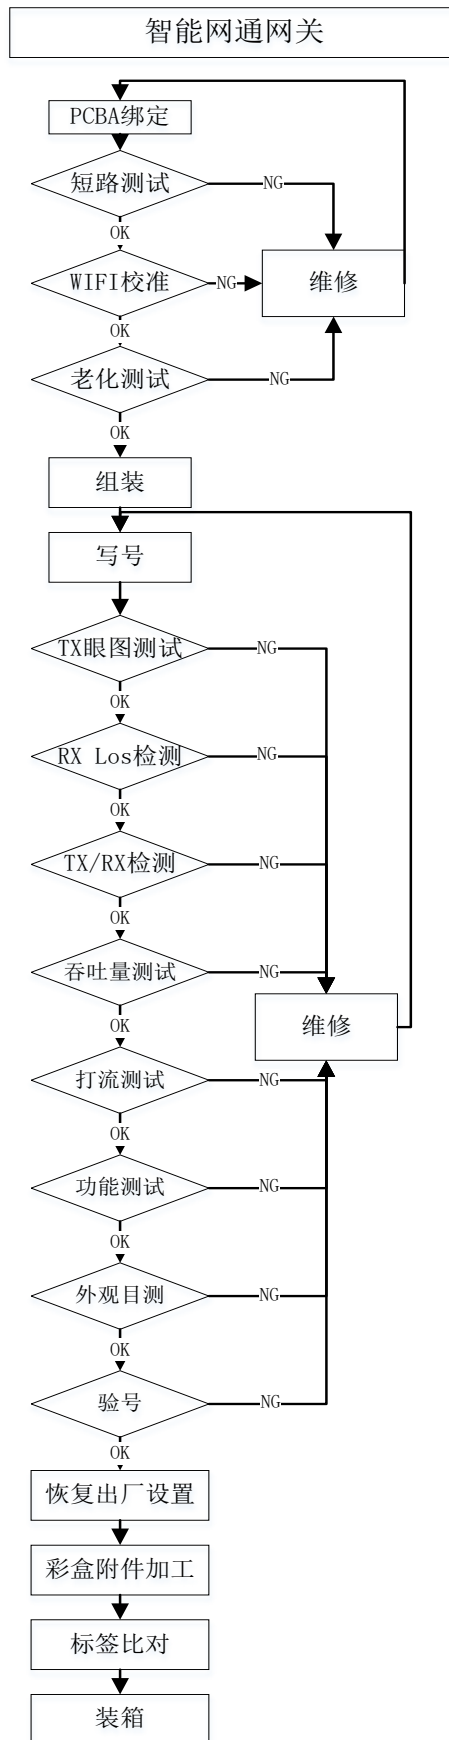 智能网通网关
PCBA绑定
短路测试
NG
OK
WIFI校准
NG
维修
OK
老化测试
NG
OK
组装
写号
TX眼图测试
NG
OK
RX Los检测
NG
OK
TX/RX检测
NG
OK
吞吐量测试
NG
OK
维修
打流测试
NG
OK
功能测试
NG
OK
外观目测
NG
OK
验号
NG
OK
恢复出厂设置
彩盒附件加工
标签比对
装箱